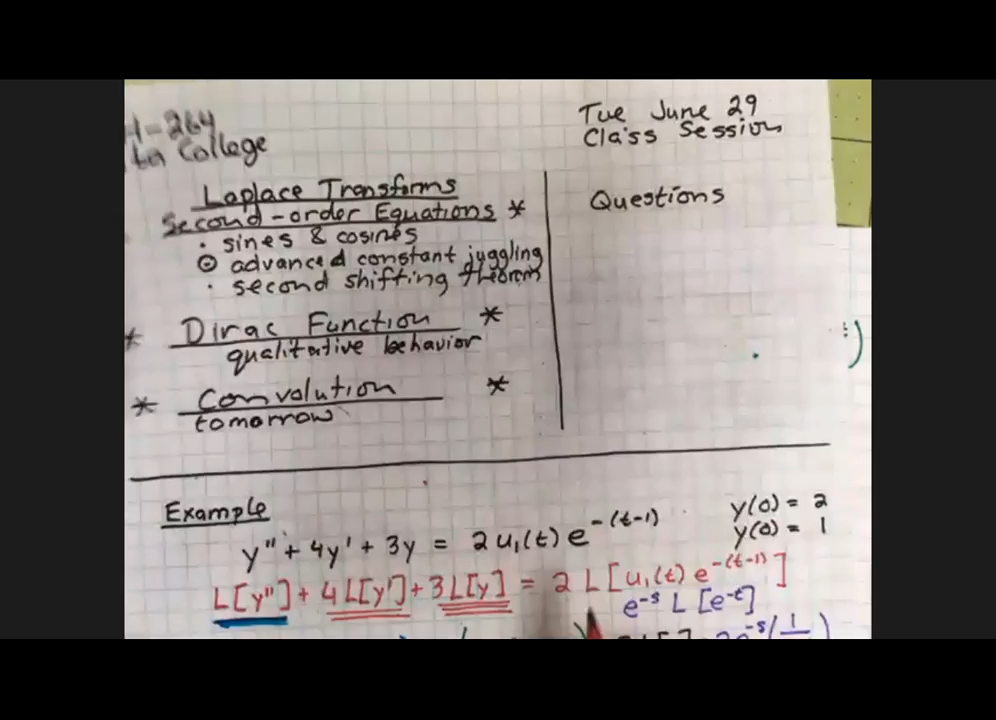 -264
College
Tue June 29
Class Session
Laplace Transforms
Second-order Equations *
• sines & cosines
⊙ advanced constant juggling
• second shifting theorem
* Dirac Function *
qualitative behavior
* Convolution *
tomorrow
Questions
:)
Example
y" + 4y' + 3y = 2u₁(t)e^-(t-1)
y(0) = 2
y(0) = 1
L[y"] + 4L[y'] + 3L[y] = 2L[u₁(t)e^-(t-1)]
e^-s L[e^-t]